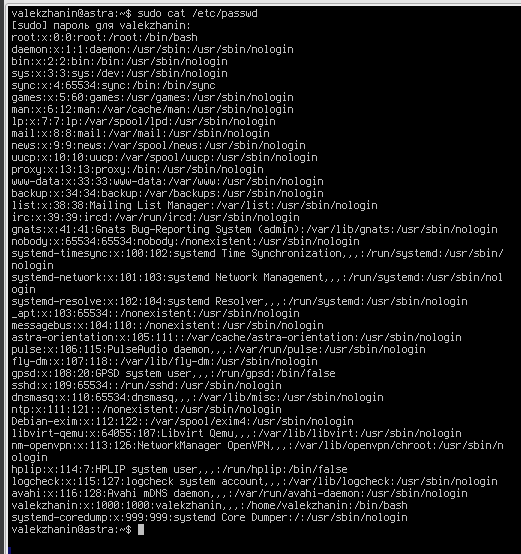 valekzhanin@astra:~$ sudo cat /etc/passwd
[sudo] пароль для valekzhanin:
root:x:0:0:root:/root:/bin/bash
daemon:x:1:1:daemon:/usr/sbin:/usr/sbin/nologin
bin:x:2:2:bin:/bin:/usr/sbin/nologin
sys:x:3:3:sys:/dev:/usr/sbin/nologin
sync:x:4:65534:sync:/bin:/bin/sync
games:x:5:60:games:/usr/games:/usr/sbin/nologin
man:x:6:12:man:/var/cache/man:/usr/sbin/nologin
lp:x:7:7:lp:/var/spool/lpd:/usr/sbin/nologin
mail:x:8:8:mail:/var/mail:/usr/sbin/nologin
news:x:9:9:news:/var/spool/news:/usr/sbin/nologin
uucp:x:10:10:uucp:/var/spool/uucp:/usr/sbin/nologin
proxy:x:13:13:proxy:/bin:/usr/sbin/nologin
www-data:x:33:33:www-data:/var/www:/usr/sbin/nologin
backup:x:34:34:backup:/var/backups:/usr/sbin/nologin
list:x:38:38:Mailing List Manager:/var/list:/usr/sbin/nologin
irc:x:39:39:ircd:/var/run/ircd:/usr/sbin/nologin
gnats:x:41:41:Gnats Bug-Reporting System (admin):/var/lib/gnats:/usr/sbin/nologin
nobody:x:65534:65534:nobody:/nonexistent:/usr/sbin/nologin
systemd-timesync:x:100:102:systemd Time Synchronization,,,:/run/systemd:/usr/sbin/
nologin
systemd-network:x:101:103:systemd Network Management,,,:/run/systemd:/usr/sbin/nol
ogin
systemd-resolve:x:102:104:systemd Resolver,,,:/run/systemd:/usr/sbin/nologin
_apt:x:103:65534::/nonexistent:/usr/sbin/nologin
messagebus:x:104:110::/nonexistent:/usr/sbin/nologin
astra-orientation:x:105:111::/var/cache/astra-orientation:/usr/sbin/nologin
pulse:x:106:115:PulseAudio daemon,,,:/var/run/pulse:/usr/sbin/nologin
fly-dm:x:107:118::/var/lib/fly-dm:/usr/sbin/nologin
gpsd:x:108:20:GPSD system user,,,:/run/gpsd:/bin/false
sshd:x:109:65534::/run/sshd:/usr/sbin/nologin
dnsmasq:x:110:65534:dnsmasq,,,:/var/lib/misc:/usr/sbin/nologin
ntp:x:111:121::/nonexistent:/usr/sbin/nologin
Debian-exim:x:112:122::/var/spool/exim4:/usr/sbin/nologin
libvirt-qemu:x:64055:107:Libvirt Qemu,,,:/var/lib/libvirt:/usr/sbin/nologin
nm-openvpn:x:113:126:NetworkManager OpenVPN,,,:/var/lib/openvpn/chroot:/usr/sbin/n
ologin
hplip:x:114:7:HPLIP system user,,,:/run/hplip:/bin/false
logcheck:x:115:127:logcheck system account,,,:/var/lib/logcheck:/usr/sbin/nologin
avahi:x:116:128:Avahi mDNS daemon,,,:/var/run/avahi-daemon:/usr/sbin/nologin
valekzhanin:x:1000:1000:valekzhanin,,,:/home/valekzhanin:/bin/bash
systemd-coredump:x:999:999:systemd Core Dumper:/:/usr/sbin/nologin
valekzhanin@astra:~$